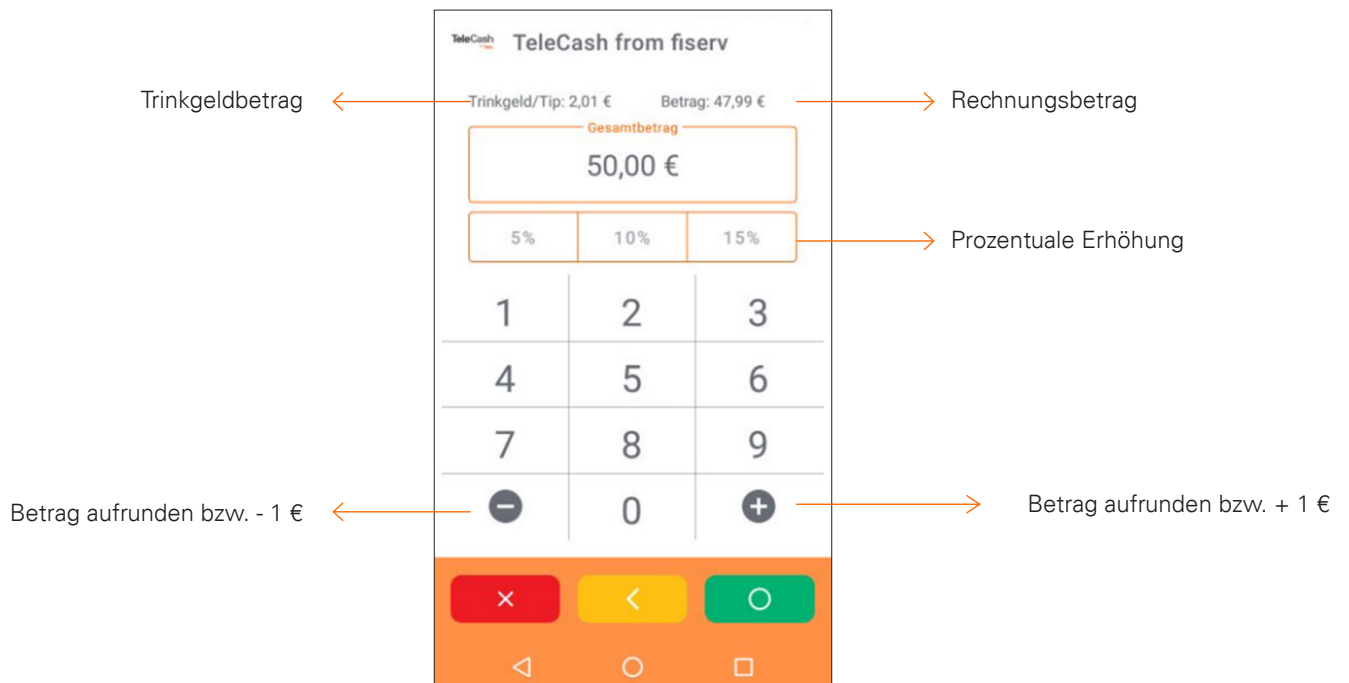 TeleCash TeleCash from fiserv
Trinkgeldbetrag
Trinkgeld/Tip: 2,01 € Betrag: 47,99 €
Rechnungsbetrag
Gesamtbetrag
50,00 €
5% 10% 15%
Prozentuale Erhöhung
1 2 3
4 5 6
7 8 9
Betrag aufrunden bzw. - 1 €
0
Betrag aufrunden bzw. + 1 €